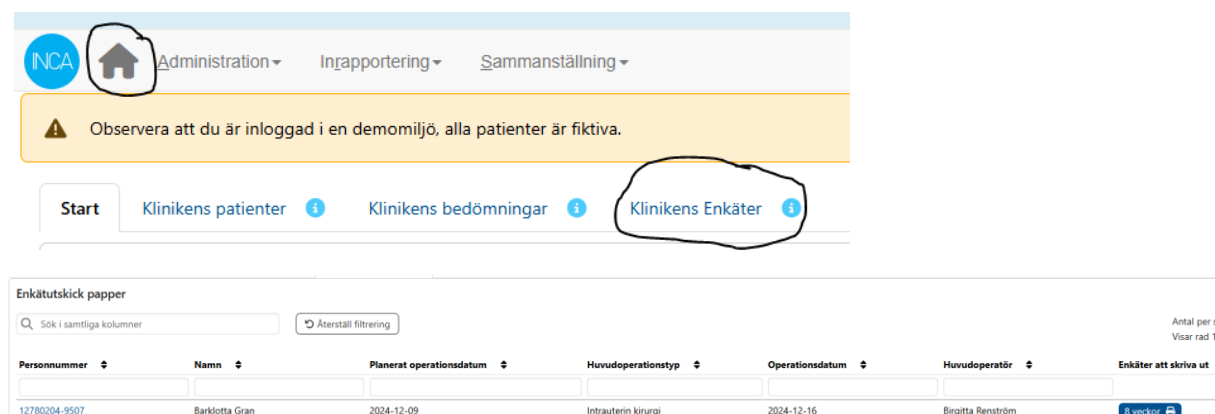 INCA Administration Inrapportering Sammanställning
Observera att du är inloggad i en demomiljö, alla patienter är fiktiva.
Start Klinikens patienter Klinikens bedömningar Klinikens Enkäter
Enkätutskick papper
Sök i samtliga kolumner Återställ filtrering Antal per
Visar rad 1
Personnummer Namn Planerat operationsdatum Huvudoperationstyp Operationsdatum Huvudoperatör Enkäter att skriva ut
12780204-9507 Barklotta Gran 2024-12-09 Intrauterin kirurgi 2024-12-16 Birgitta Renström 8 veckor